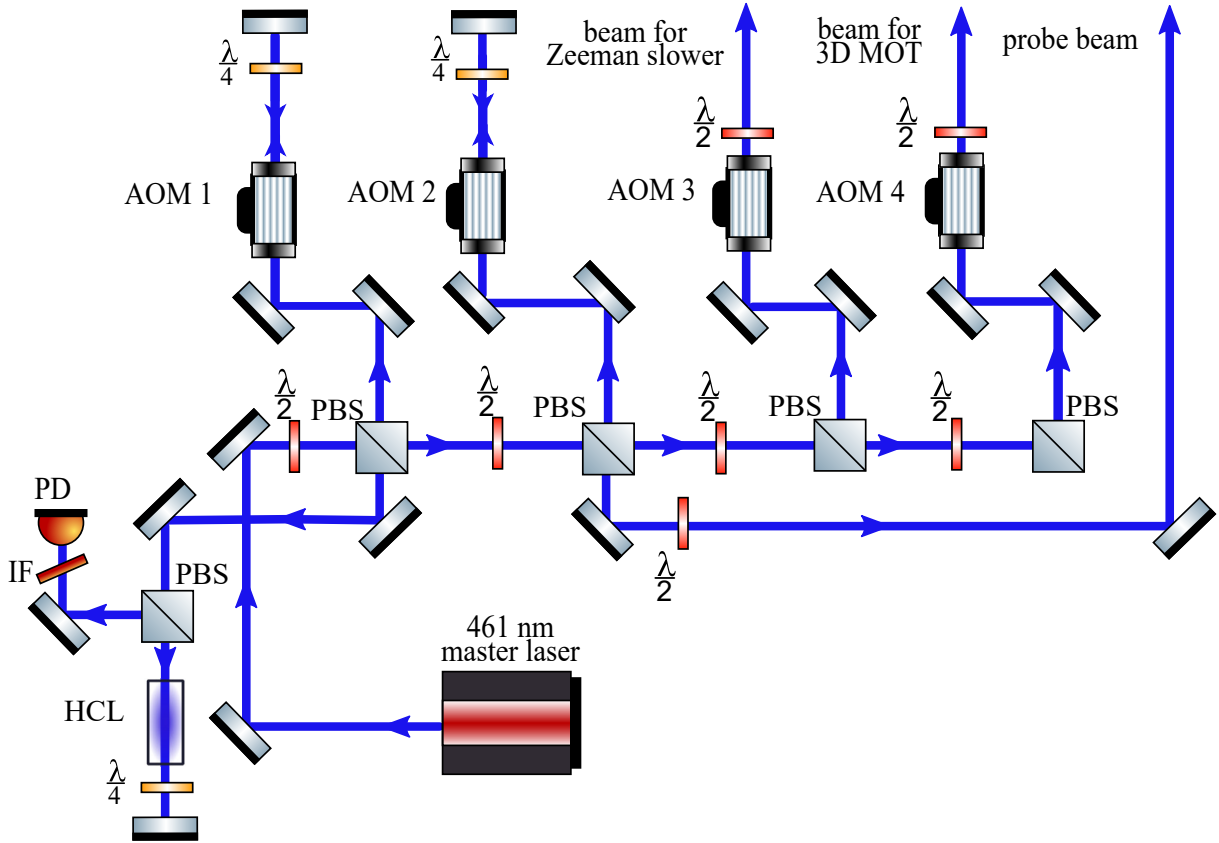 beam for
Zeeman slower
beam for
3D MOT
probe beam
λ/4
λ/4
λ/2
λ/2
AOM 1
AOM 2
AOM 3
AOM 4
λ/2
PBS
λ/2
PBS
λ/2
PBS
λ/2
PBS
PD
IF
PBS
λ/2
461 nm
master laser
HCL
λ/4